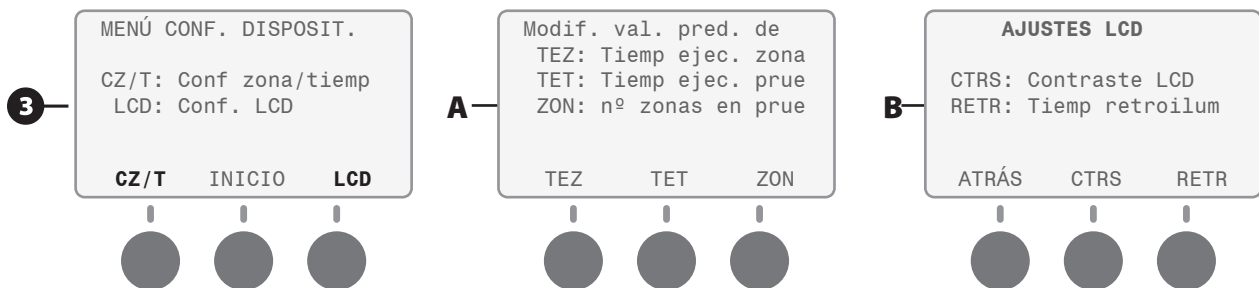 3
MENÚ CONF. DISPOSIT.
CZ/T: Conf zona/tiemp
LCD: Conf. LCD
CZ/T INICIO LCD
A
Modif. val. pred. de
TEZ: Tiemp ejec. zona
TET: Tiemp ejec. prue
ZON: nº zonas en prue
TEZ TET ZON
B
AJUSTES LCD
CTRS: Contraste LCD
RETR: Tiemp retroilum
ATRÁS CTRS RETR